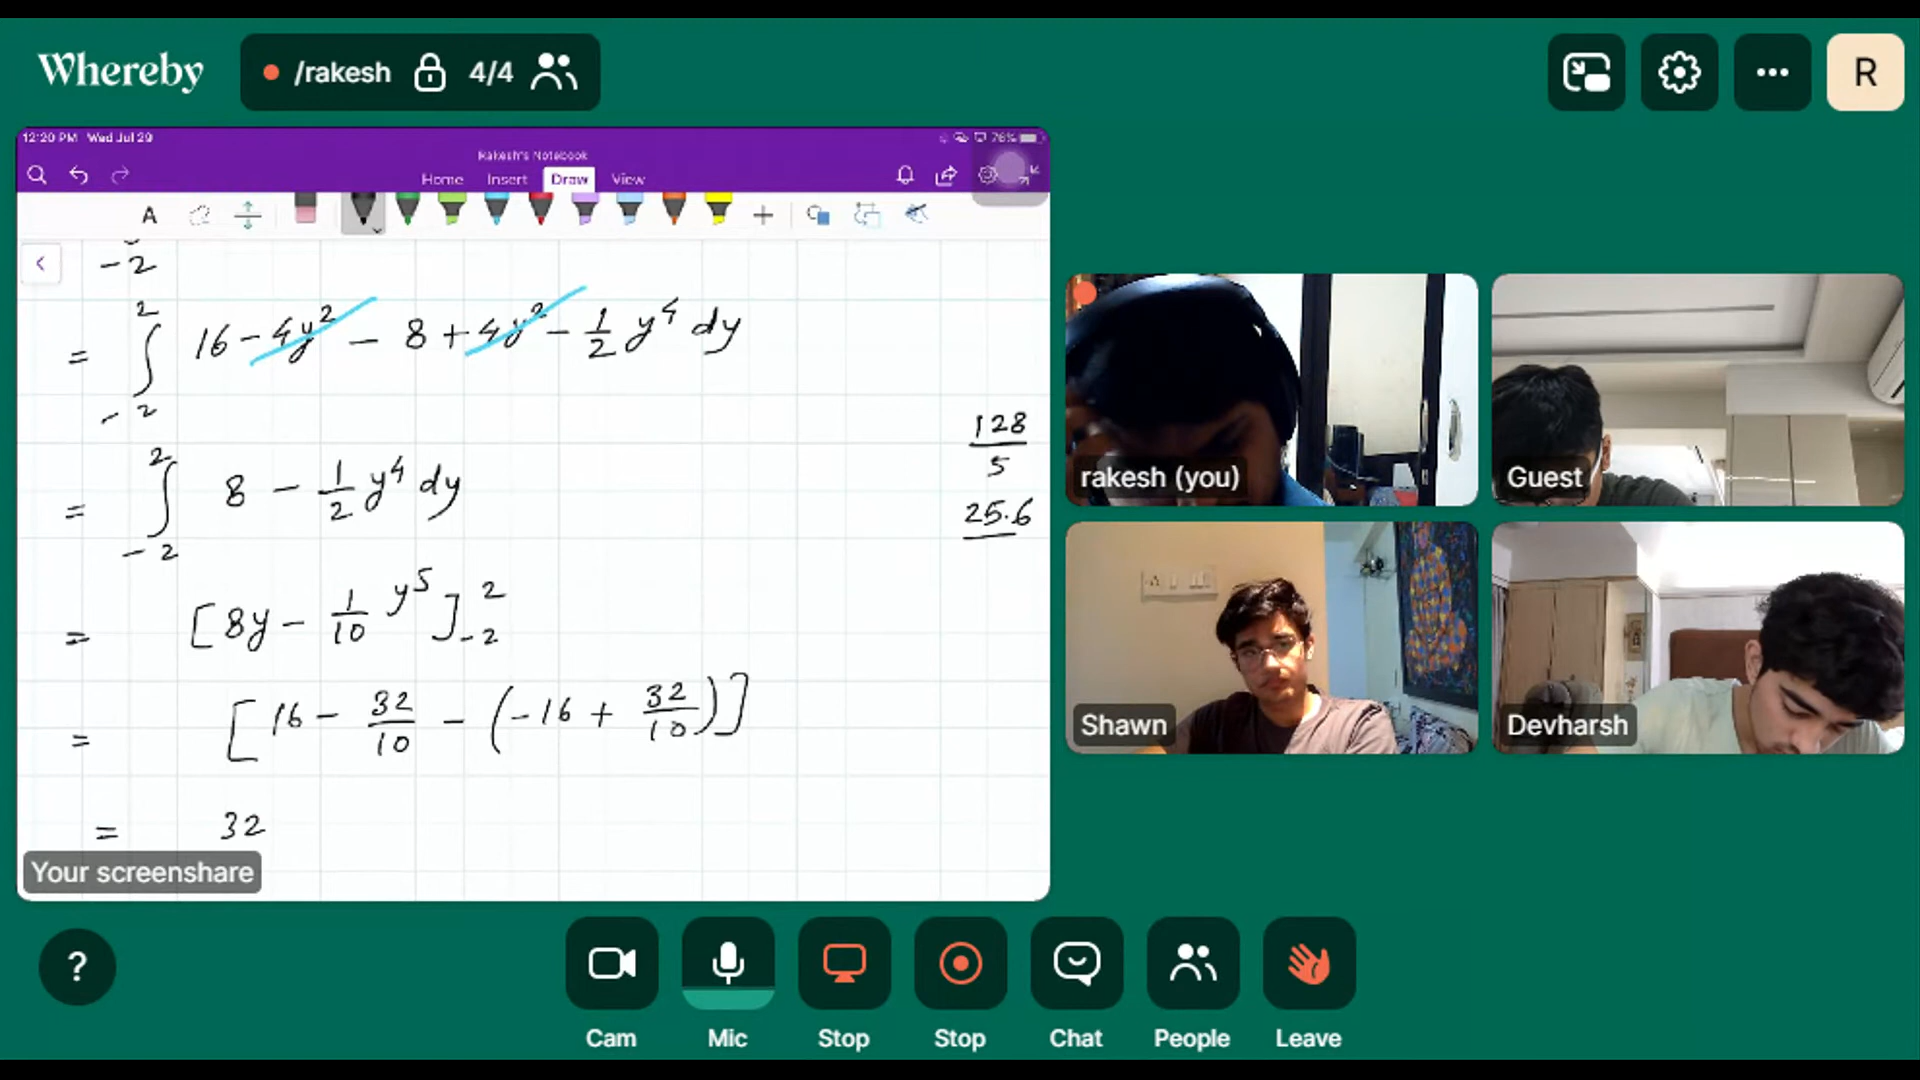 Whereby
/rakesh 4/4
R
12:20 PM Wed Jul 29
76%
Rakesh's Notebook
Home Insert Draw View
A
-2
= ∫_{-2}^{2} 16 - 4y² - 8 + 4y² - 1/2 y⁴ dy
128/5
= ∫_{-2}^{2} 8 - 1/2 y⁴ dy
25.6
= [8y - 1/10 y⁵]_{-2}^{2}
= [16 - 32/10 - (-16 + 32/10)]
= 32
Your screenshare
rakesh (you)
Guest
Shawn
Devharsh
?
Cam Mic Stop Stop Chat People Leave